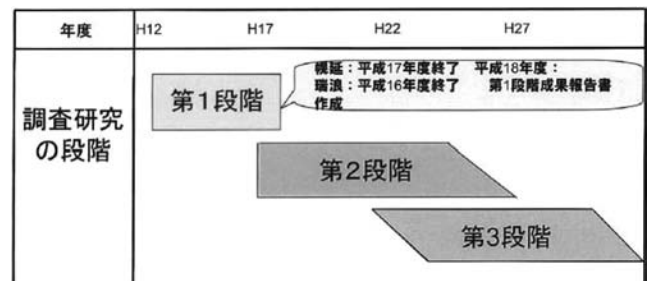 年度
H12 H17 H22 H27
幌延：平成17年度終了 平成18年度：
瑞浪：平成16年度終了 第1段階成果報告書
作成
第1段階
調査研究
の段階
第2段階
第3段階